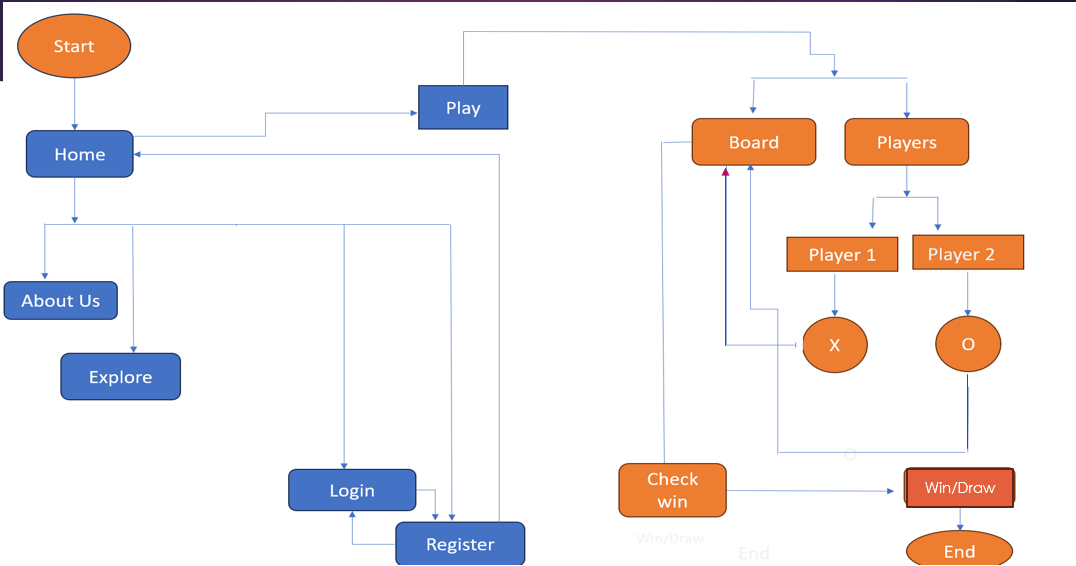 Start
Play
Home
Board
Players
Player 1
Player 2
About Us
X
O
Explore
O
Check
win
Login
Win/Draw
Register
Win/Draw
End
End